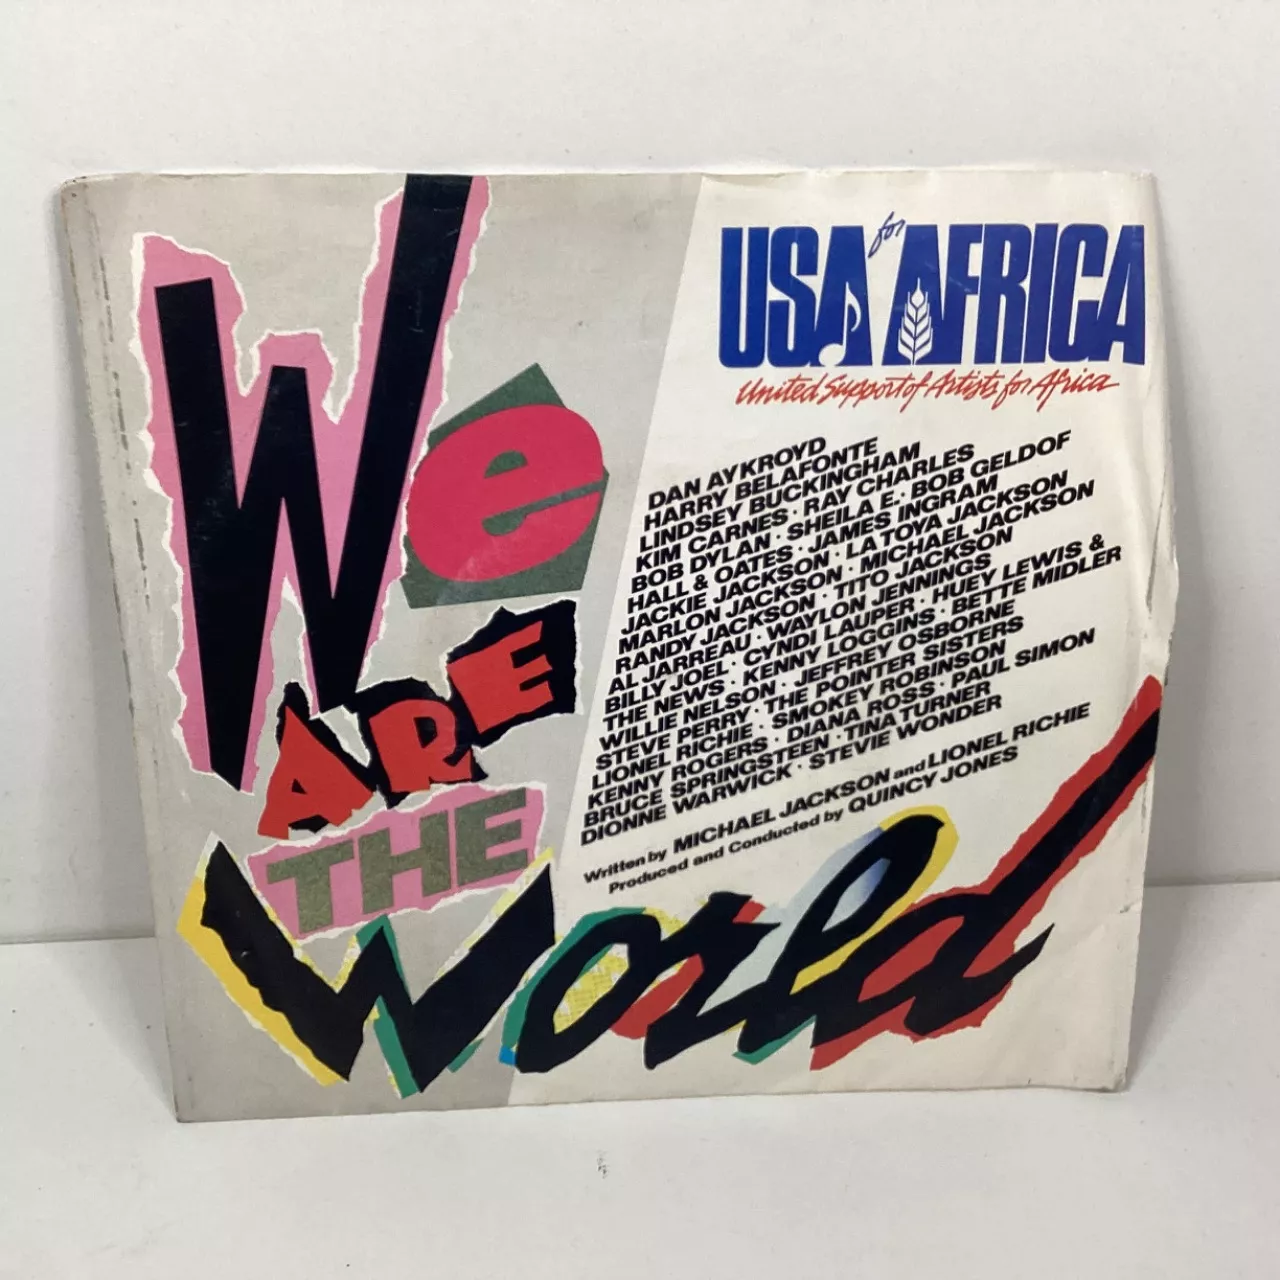 We
ARE
THE
World
USA for AFRICA
United Support of Artists for Africa
DAN AYKROYD
HARRY BELAFONTE
LINDSEY BUCKINGHAM
KIM CARNES · RAY CHARLES
BOB DYLAN · SHEILA E. · BOB GELDOF
HALL & OATES · JAMES INGRAM
JACKIE JACKSON · LA TOYA JACKSON
MARLON JACKSON · MICHAEL JACKSON
RANDY JACKSON · TITO JACKSON
AL JARREAU · WAYLON JENNINGS
BILLY JOEL · CYNDI LAUPER · HUEY LEWIS &
THE NEWS · KENNY LOGGINS · BETTE MIDLER
WILLIE NELSON · JEFFREY OSBORNE
STEVE PERRY · THE POINTER SISTERS
LIONEL RICHIE · SMOKEY ROBINSON
KENNY ROGERS · DIANA ROSS · PAUL SIMON
BRUCE SPRINGSTEEN · TINA TURNER
DIONNE WARWICK · STEVIE WONDER
Written by MICHAEL JACKSON and LIONEL RICHIE
Produced and Conducted by QUINCY JONES